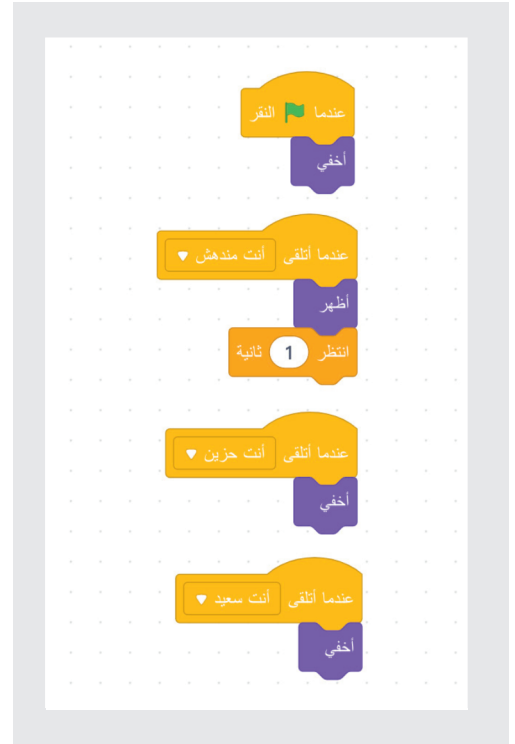 عندما النقر
أخفي
عندما أتلقى أنت مندهش
أظهر
انتظر 1 ثانية
عندما أتلقى أنت حزين
أخفي
عندما أتلقى أنت سعيد
أخفي